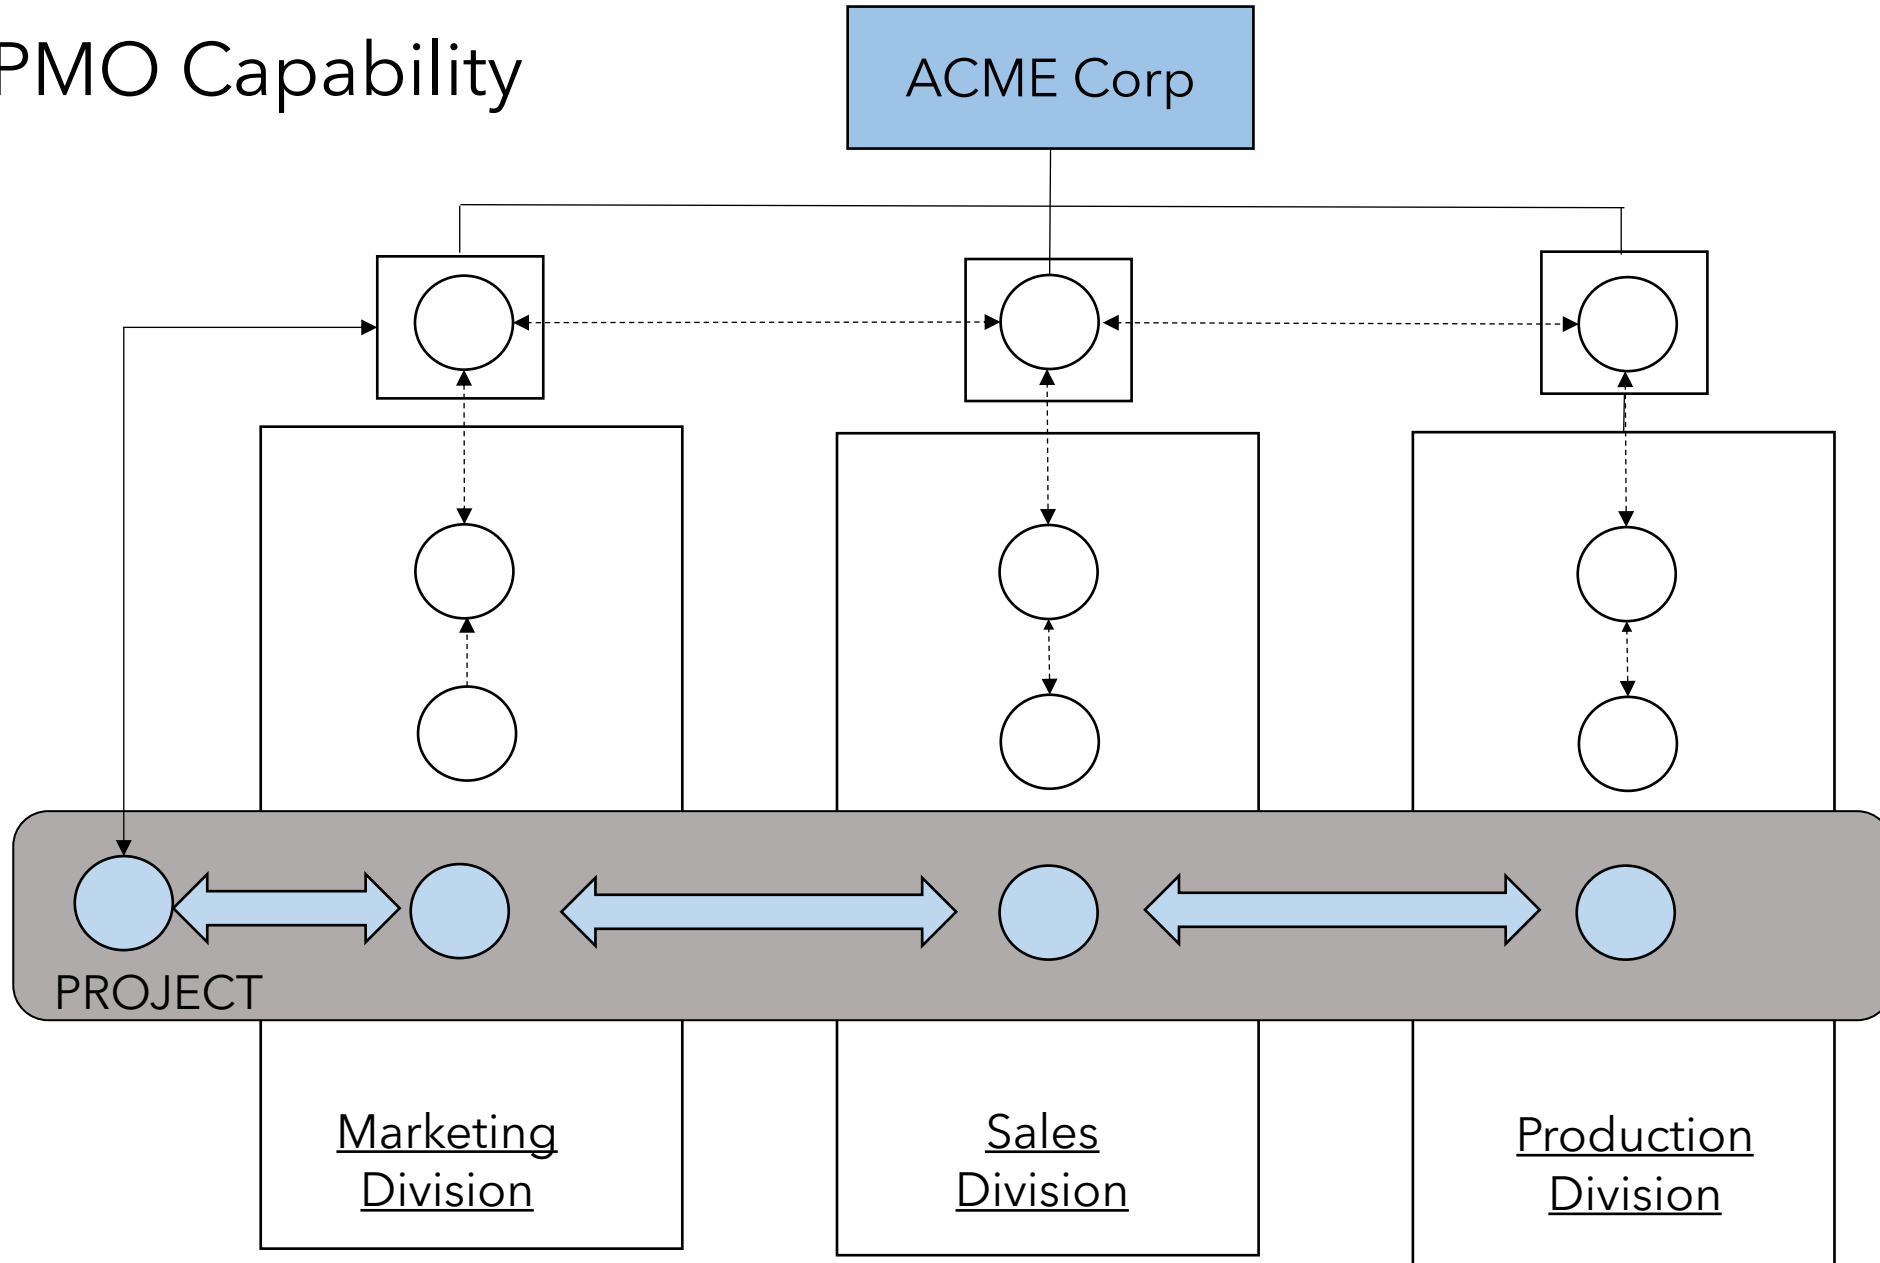 PMO Capability
ACME Corp
PROJECT
Marketing
Division
Sales
Division
Production
Division